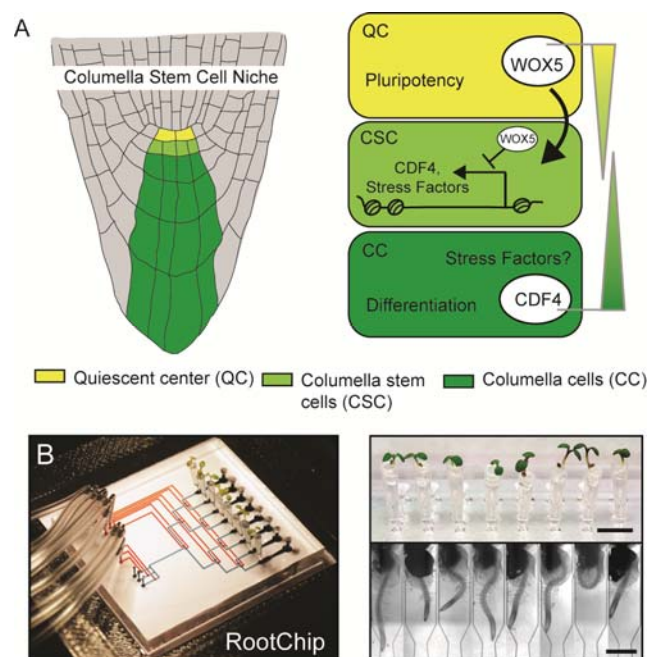 A
Columella Stem Cell Niche
QC
WOX5
Pluripotency
CSC
WOX5
CDF4,
Stress Factors
CC
Stress Factors?
CDF4
Differentiation
Quiescent center (QC)
Columella stem
cells (CSC)
Columella cells (CC)
B
RootChip